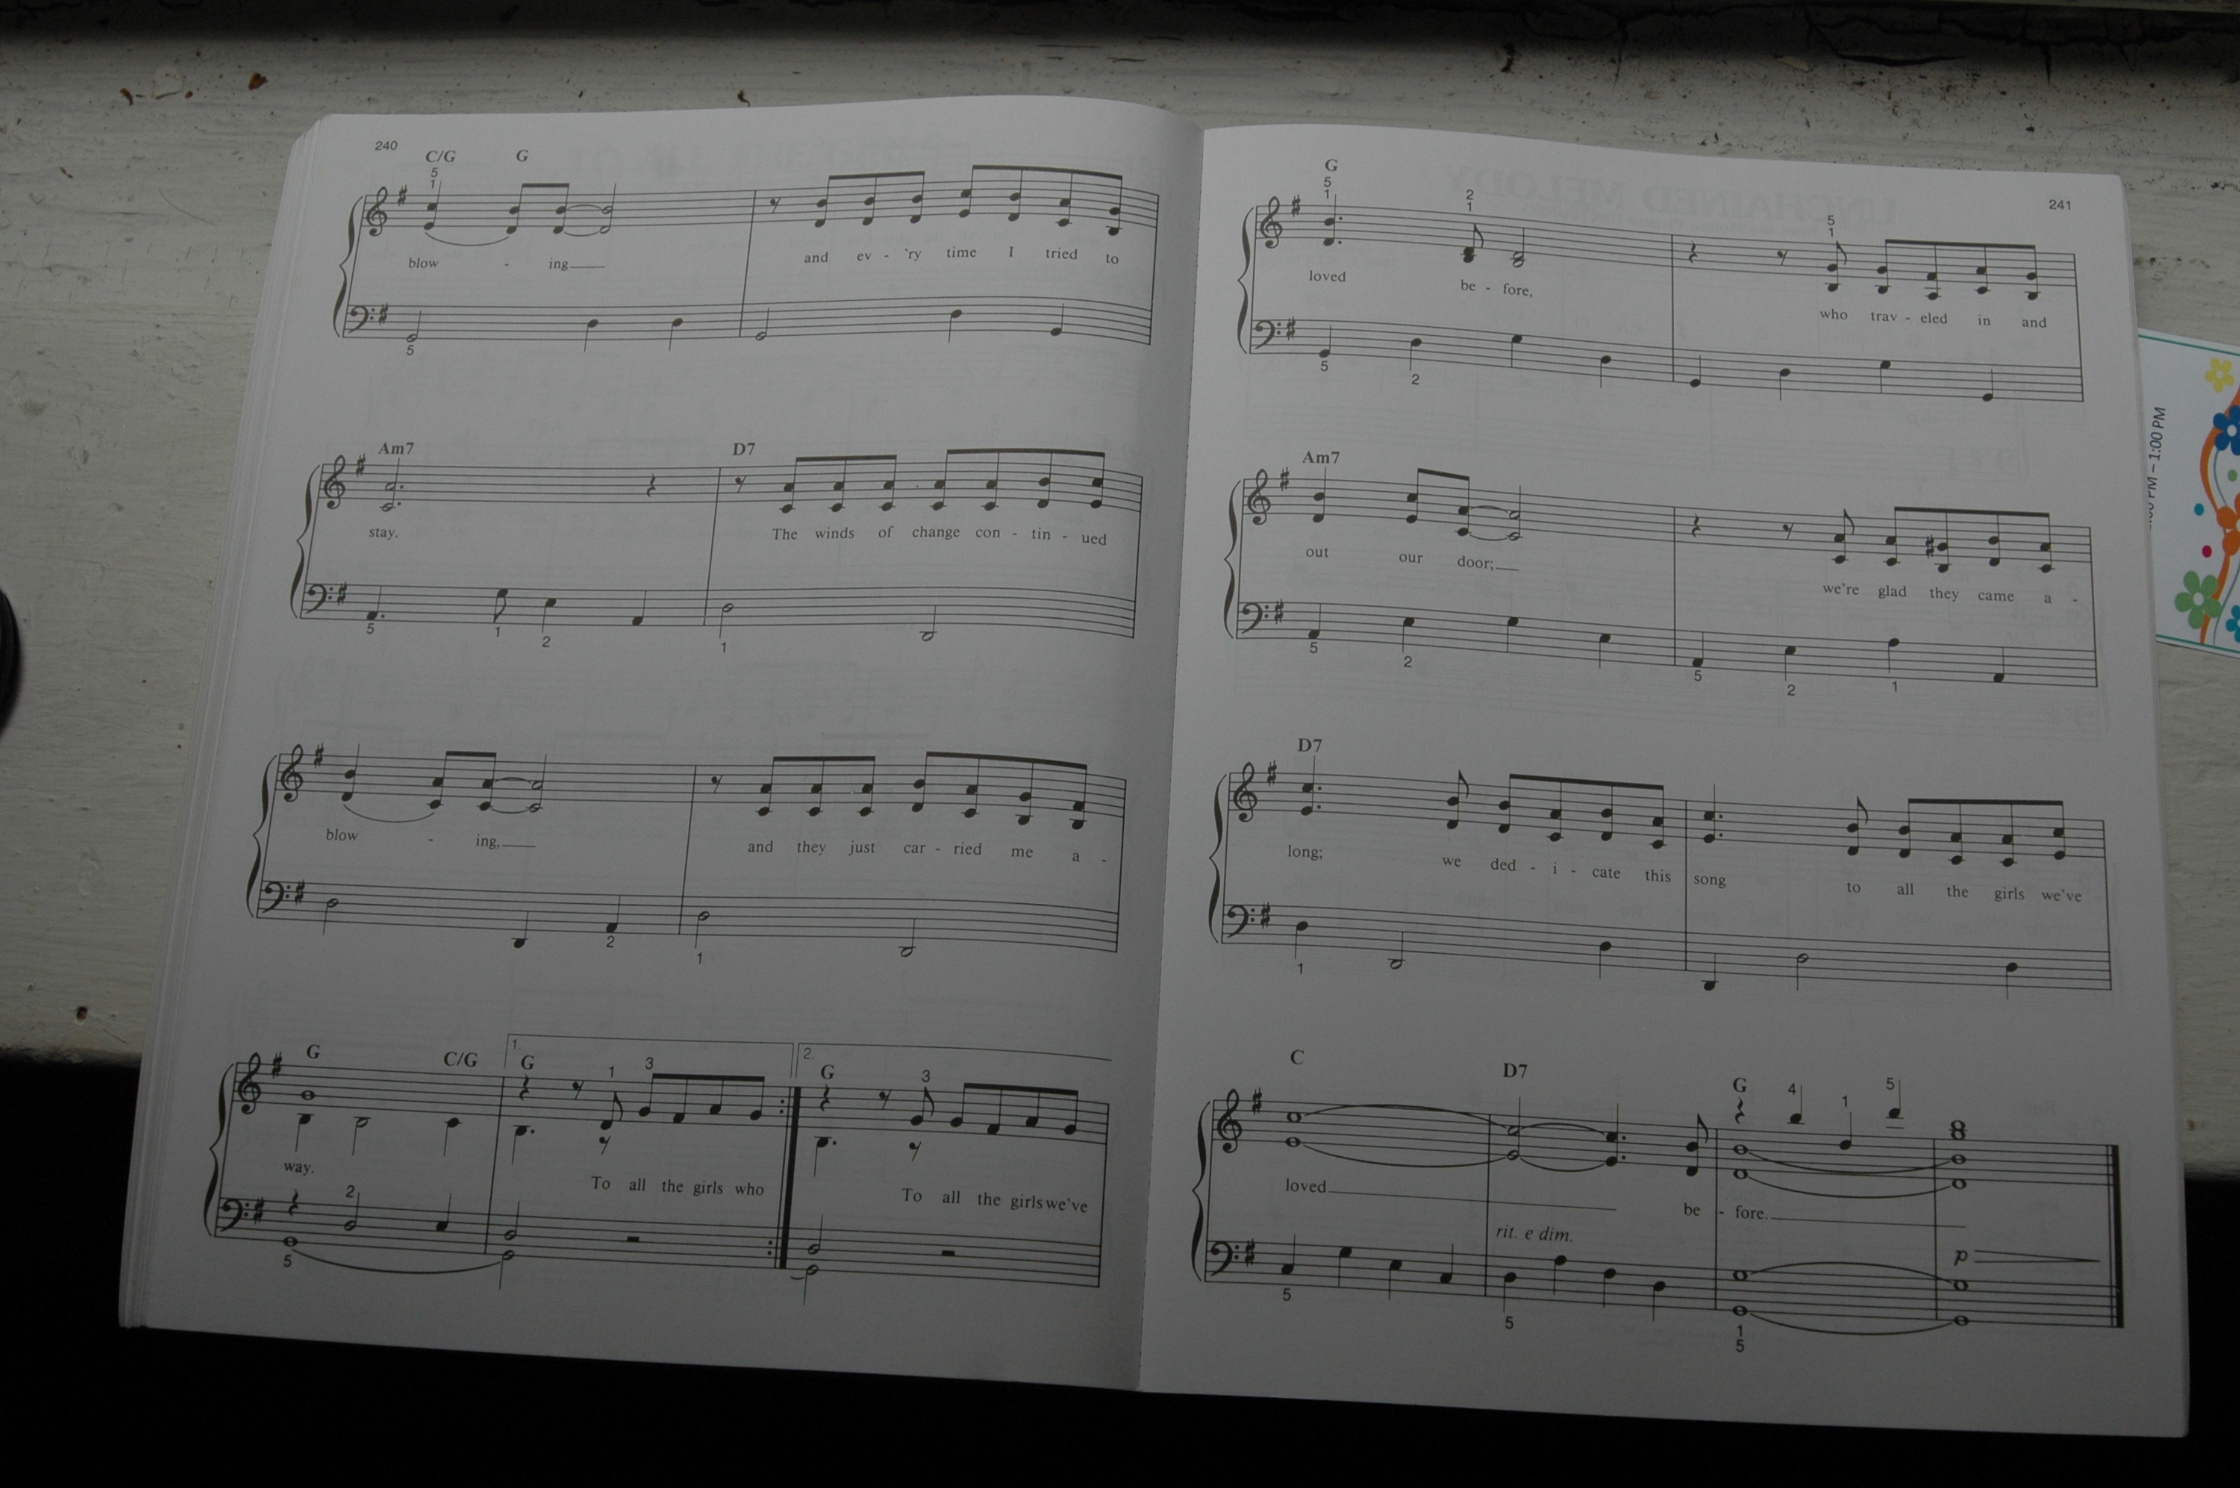 240
C/G G
5
1
blow - ing
and ev - 'ry time I tried to
5
Am7 D7
stay. The winds of change con - tin - ued
5 1 2 1
blow - ing, and they just car - ried me a -
2 1
1. 2.
G C/G G G
1 3 3
way.
To all the girls who To all the girls we've
2
5
241
G
5
1
2
1
5
1
loved be - fore, who trav - eled in and
5 2
Am7
out our door; we're glad they came a -
5 2 5 2 1
D7
long; we ded - i - cate this song to all the girls we've
1
C D7 G
4 1 5
loved be - fore.
rit. e dim.
p
5 5 1
5
UNCHAINED MELODY
PM – 1:00 PM